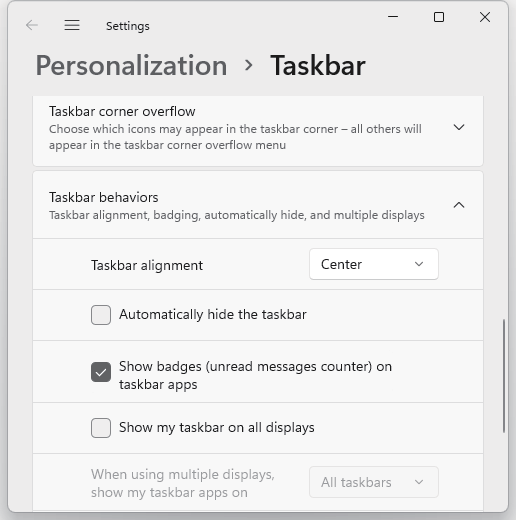 Settings
Personalization > Taskbar
Taskbar corner overflow
Choose which icons may appear in the taskbar corner – all others will
appear in the taskbar corner overflow menu
Taskbar behaviors
Taskbar alignment, badging, automatically hide, and multiple displays
Taskbar alignment
Center
Automatically hide the taskbar
Show badges (unread messages counter) on
taskbar apps
Show my taskbar on all displays
When using multiple displays,
show my taskbar apps on
All taskbars